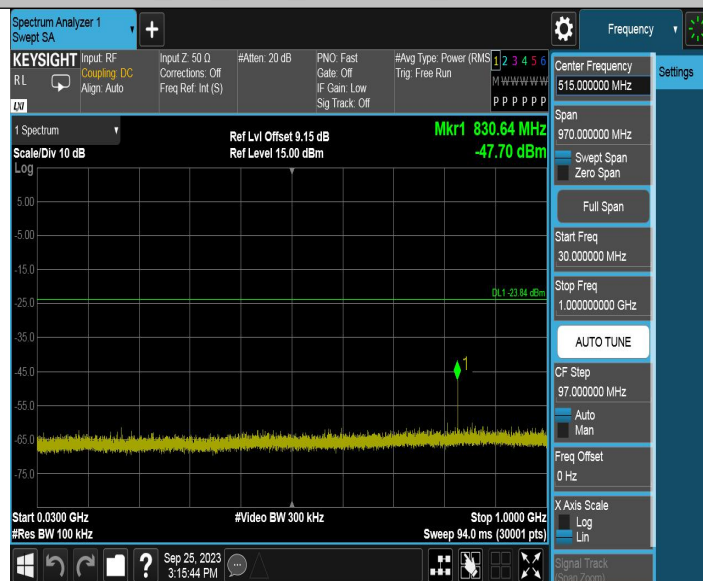 Spectrum Analyzer 1
Swept SA
+
Frequency
KEYSIGHT
RL
LXI
Input: RF
Coupling: DC
Align: Auto
Input Z: 50 Ω
Corrections: Off
Freq Ref: Int (S)
#Atten: 20 dB
PNO: Fast
Gate: Off
IF Gain: Low
Sig Track: Off
#Avg Type: Power (RMS
Trig: Free Run
1 2 3 4 5 6
M W W W W W
P P P P P P
Center Frequency
515.000000 MHz
Settings
1 Spectrum
Scale/Div 10 dB
Log
Ref Lvl Offset 9.15 dB
Ref Level 15.00 dBm
Mkr1 830.64 MHz
-47.70 dBm
5.00
-5.00
-15.0
-25.0
-35.0
-45.0
-55.0
-65.0
-75.0
DL1 -23.84 dBm
1
Start 0.0300 GHz
#Res BW 100 kHz
#Video BW 300 kHz
Stop 1.0000 GHz
Sweep 94.0 ms (30001 pts)
Span
970.000000 MHz
Swept Span
Zero Span
Full Span
Start Freq
30.000000 MHz
Stop Freq
1.000000000 GHz
AUTO TUNE
CF Step
97.000000 MHz
Auto
Man
Freq Offset
0 Hz
X Axis Scale
Log
Lin
Signal Track
(Span Zoom)
?
Sep 25, 2023
3:15:44 PM